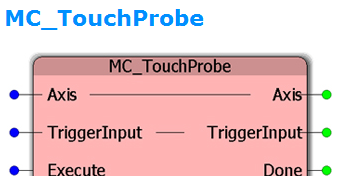 MC_TouchProbe
MC_TouchProbe
Axis Axis
TriggerInput TriggerInput
Execute Done